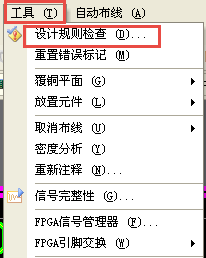 工具 (T) 自动布线 (A)
设计规则检查 (D)...
重置错误标记 (M)
覆铜平面 (G)
放置元件 (L)
取消布线 (U)
密度分析 (Y)
重新注释 (N)...
信号完整性 (G)...
FPGA信号管理器 (F)...
FPGA引脚交换 (W)